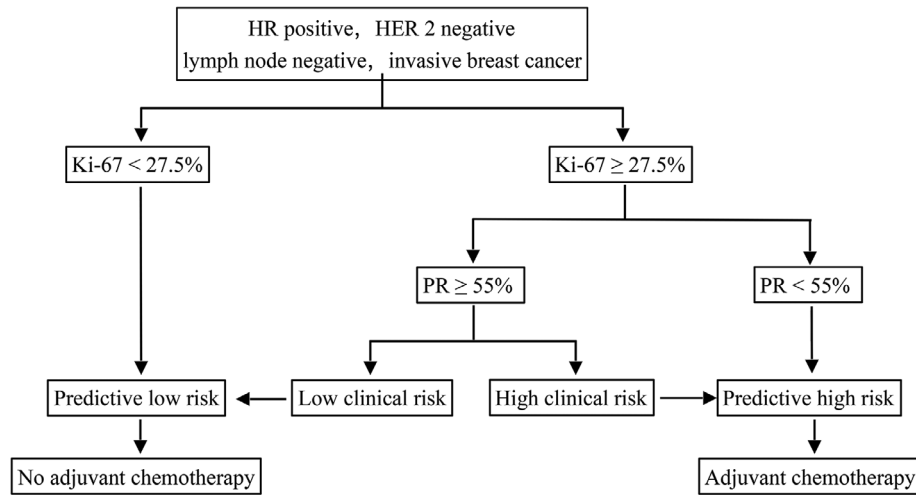 HR positive, HER 2 negative
lymph node negative, invasive breast cancer
Ki-67 < 27.5%
Ki-67 ≥ 27.5%
PR ≥ 55%
PR < 55%
Predictive low risk
Low clinical risk
High clinical risk
Predictive high risk
No adjuvant chemotherapy
Adjuvant chemotherapy